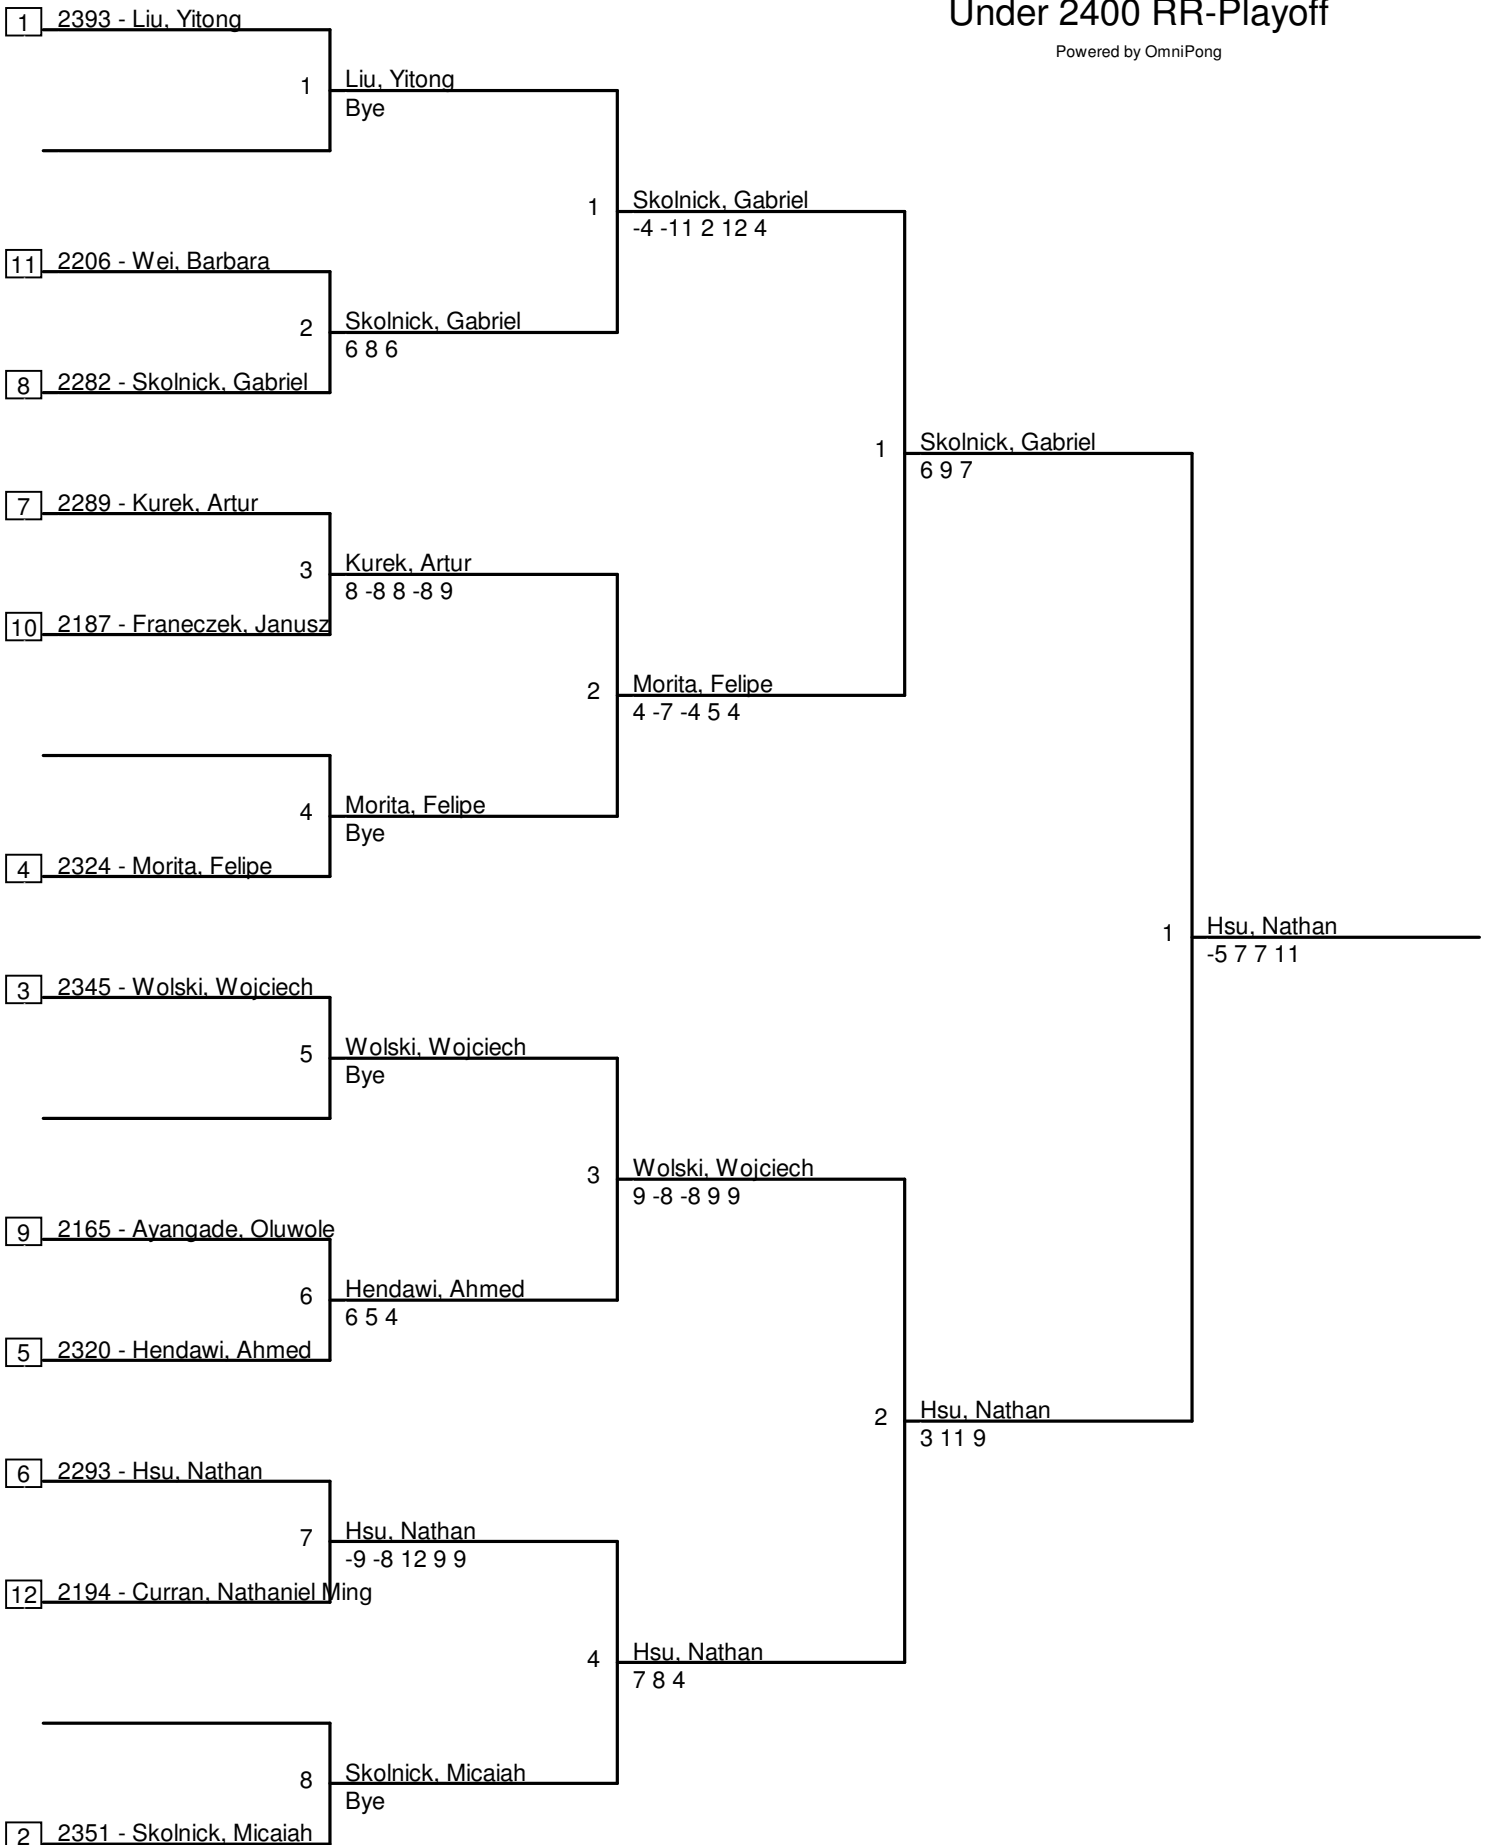 Under 2400 RR-Playoff
Powered by OmniPong
1 2393 - Liu, Yitong
1 Liu, Yitong
Bye
1 Skolnick, Gabriel
-4 -11 2 12 4
11 2206 - Wei, Barbara
2 Skolnick, Gabriel
6 8 6
8 2282 - Skolnick, Gabriel
1 Skolnick, Gabriel
6 9 7
7 2289 - Kurek, Artur
3 Kurek, Artur
8 -8 8 -8 9
10 2187 - Franeczek, Janusz
2 Morita, Felipe
4 -7 -4 5 4
4 Morita, Felipe
Bye
4 2324 - Morita, Felipe
1 Hsu, Nathan
-5 7 7 11
3 2345 - Wolski, Wojciech
5 Wolski, Wojciech
Bye
3 Wolski, Wojciech
9 -8 -8 9 9
9 2165 - Ayangade, Oluwole
6 Hendawi, Ahmed
6 5 4
5 2320 - Hendawi, Ahmed
2 Hsu, Nathan
3 11 9
6 2293 - Hsu, Nathan
7 Hsu, Nathan
-9 -8 12 9 9
12 2194 - Curran, Nathaniel Ming
4 Hsu, Nathan
7 8 4
8 Skolnick, Micaiah
Bye
2 2351 - Skolnick, Micaiah